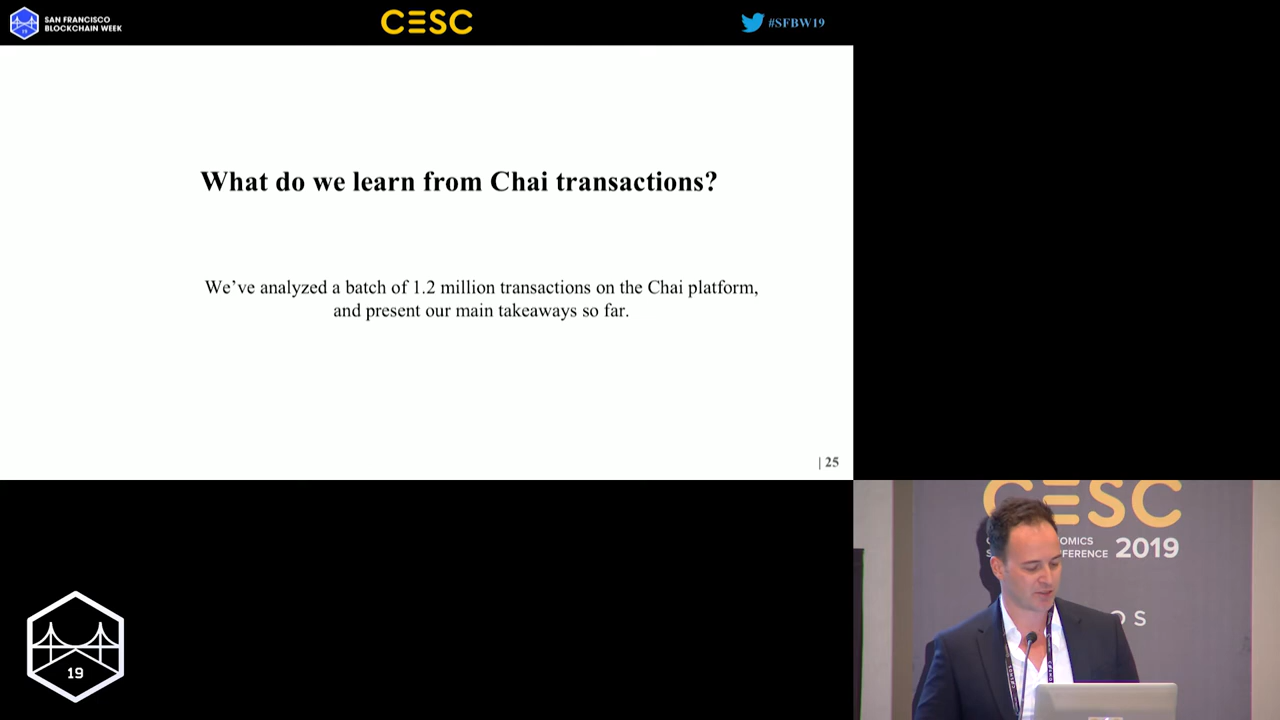 SAN FRANCISCO
BLOCKCHAIN WEEK
19
CESC
#SFBW19
What do we learn from Chai transactions?
We've analyzed a batch of 1.2 million transactions on the Chai platform,
and present our main takeaways so far.
| 25
CESC
OMICS
FERENCE 2019
O S
19